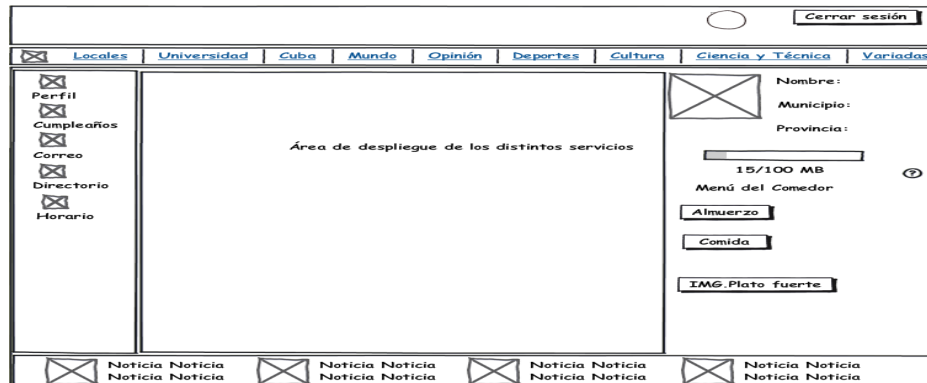 Cerrar sesión
Locales Universidad Cuba Mundo Opinión Deportes Cultura Ciencia y Técnica Variadas
Perfil
Cumpleaños
Correo
Directorio
Horario
Área de despliegue de los distintos servicios
Nombre:
Municipio:
Provincia:
15/100 MB
?
Menú del Comedor
Almuerzo
Comida
IMG.Plato fuerte
Noticia Noticia
Noticia Noticia
Noticia Noticia
Noticia Noticia
Noticia Noticia
Noticia Noticia
Noticia Noticia
Noticia Noticia